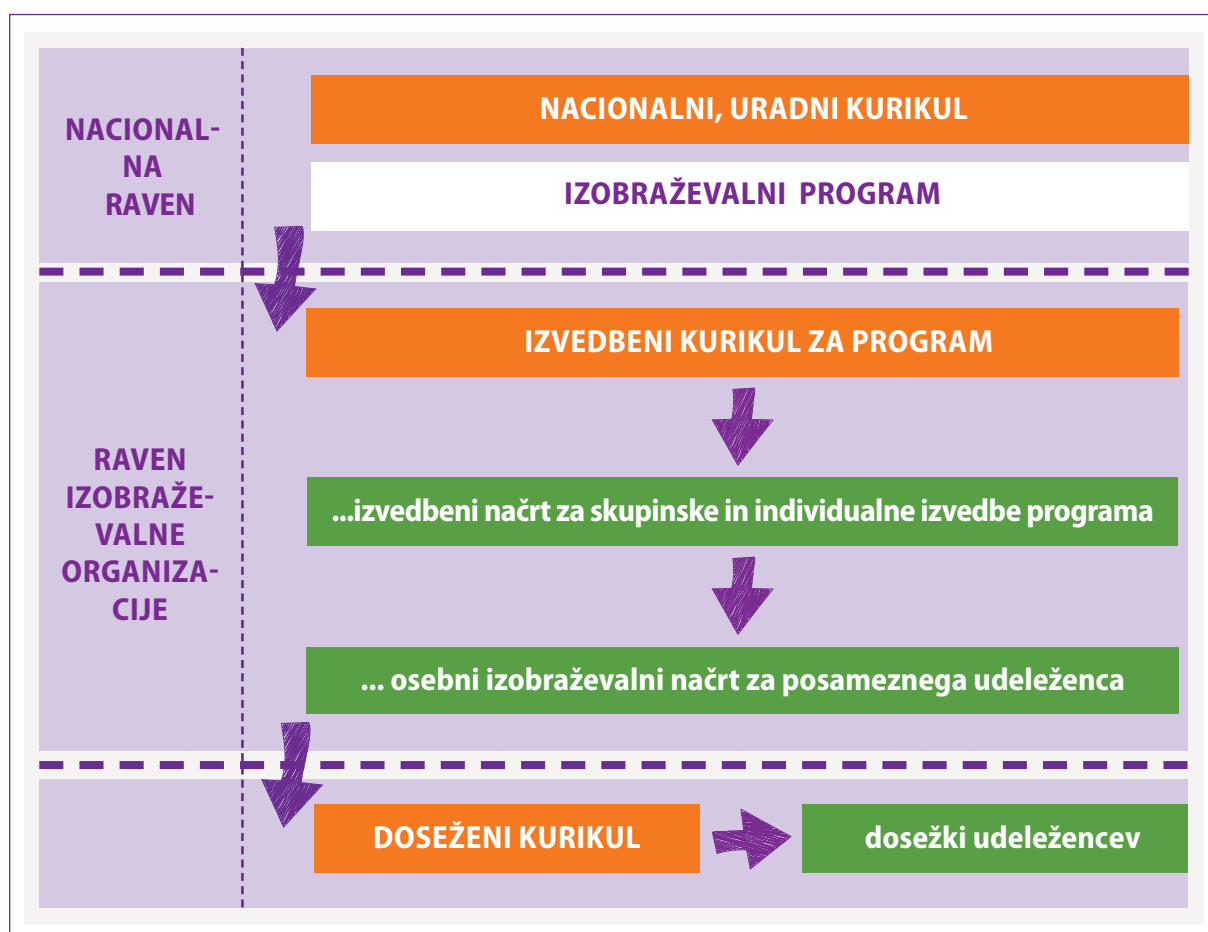 NACIONAL-
NA
RAVEN
NACIONALNI, URADNI KURIKUL
IZOBRAŽEVALNI PROGRAM
RAVEN
IZOBRAŽE-
VALNE
ORGANIZA-
CIJE
IZVEDBENI KURIKUL ZA PROGRAM
...izvedbeni načrt za skupinske in individualne izvedbe programa
... osebni izobraževalni načrt za posameznega udeleženca
DOSEŽENI KURIKUL
dosežki udeležencev